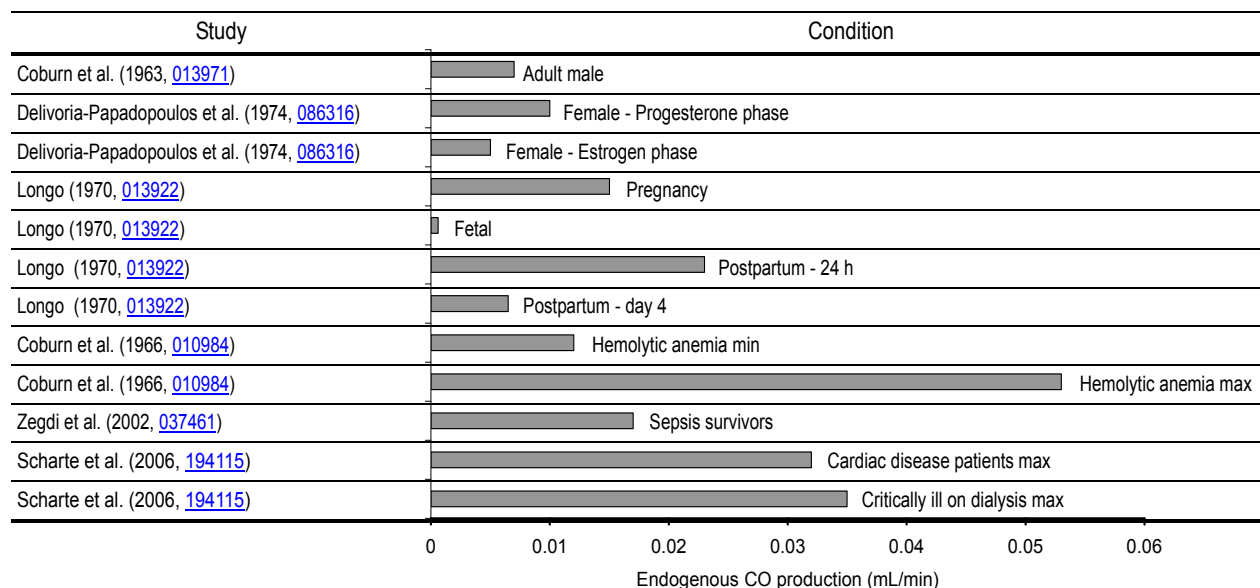 Study Condition
Coburn et al. (1963, 013971) Adult male
Delivoria-Papadopoulos et al. (1974, 086316) Female - Progesterone phase
Delivoria-Papadopoulos et al. (1974, 086316) Female - Estrogen phase
Longo (1970, 013922) Pregnancy
Longo (1970, 013922) Fetal
Longo (1970, 013922) Postpartum - 24 h
Longo (1970, 013922) Postpartum - day 4
Coburn et al. (1966, 010984) Hemolytic anemia min
Coburn et al. (1966, 010984) Hemolytic anemia max
Zegdi et al. (2002, 037461) Sepsis survivors
Scharte et al. (2006, 194115) Cardiac disease patients max
Scharte et al. (2006, 194115) Critically ill on dialysis max
0 0.01 0.02 0.03 0.04 0.05 0.06
Endogenous CO production (mL/min)